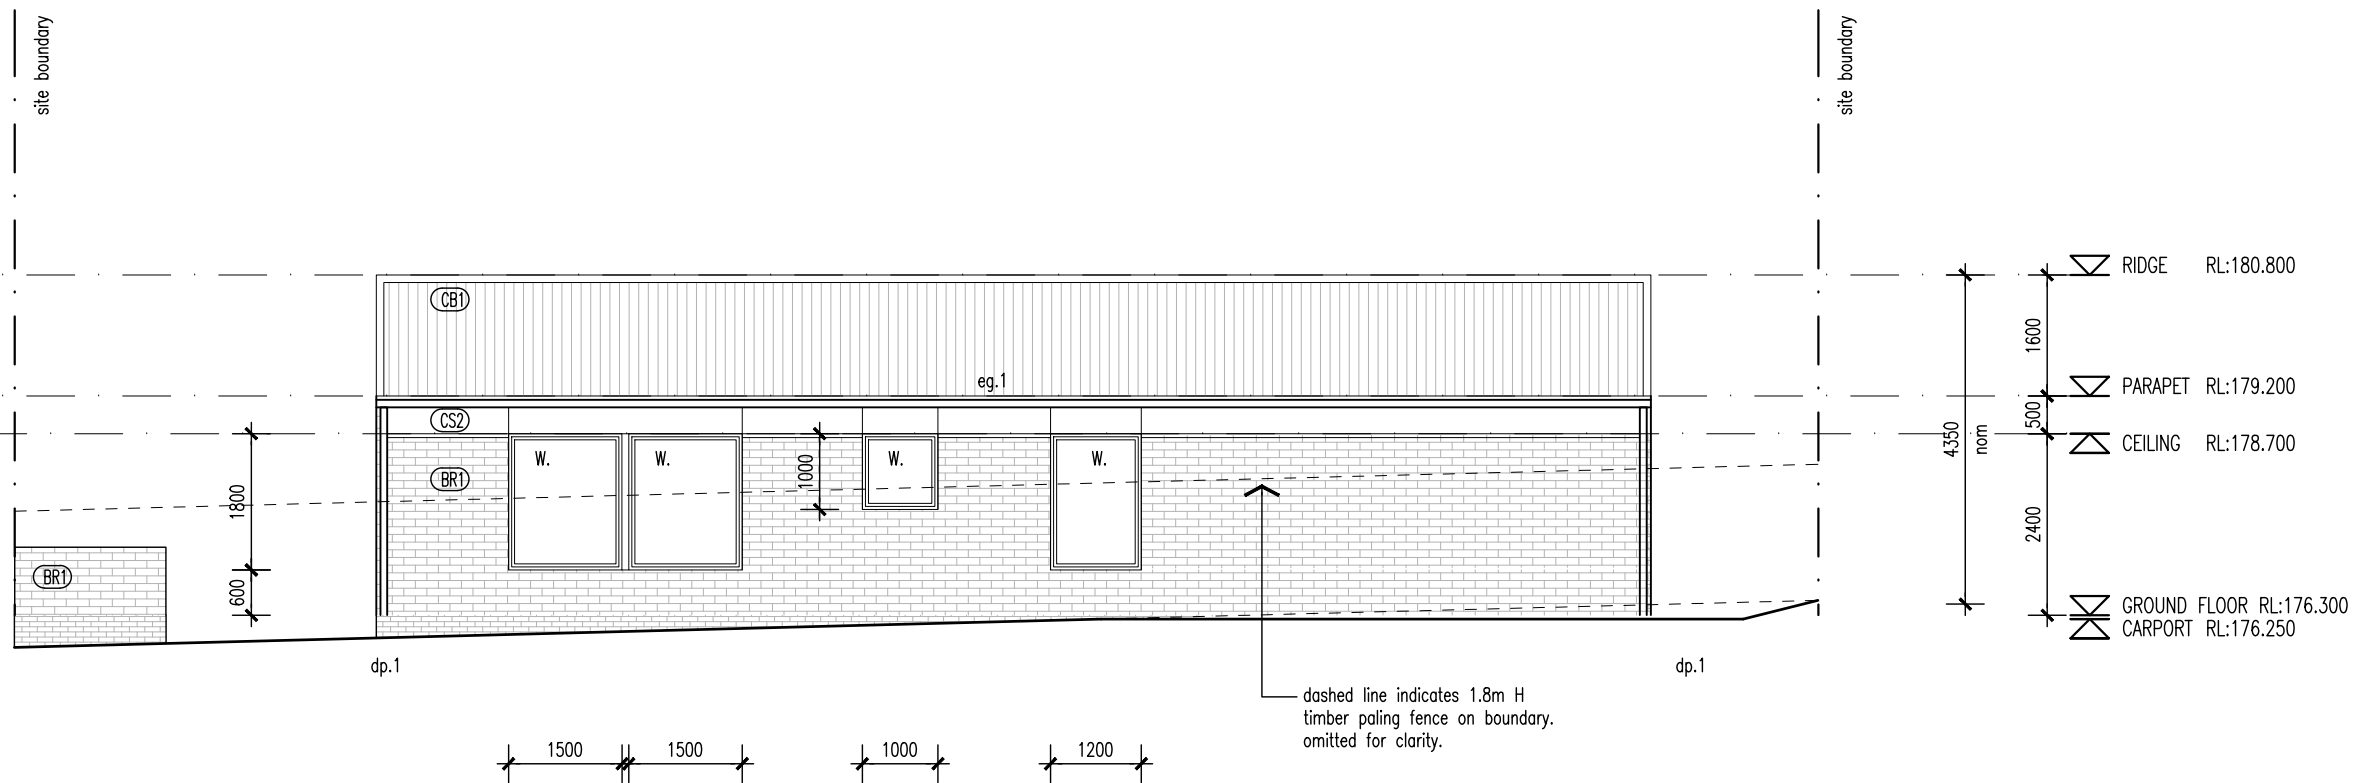 site boundary
site boundary
RIDGE RL:180.800
CB1
1600
eg.1
PARAPET RL:179.200
CS2
500
4350
nom
CEILING RL:178.700
W.
W.
W.
W.
1000
BR1
1800
2400
BR1
600
GROUND FLOOR RL:176.300
CARPORT RL:176.250
dp.1
dp.1
dashed line indicates 1.8m H
timber paling fence on boundary.
omitted for clarity.
1500
1500
1000
1200